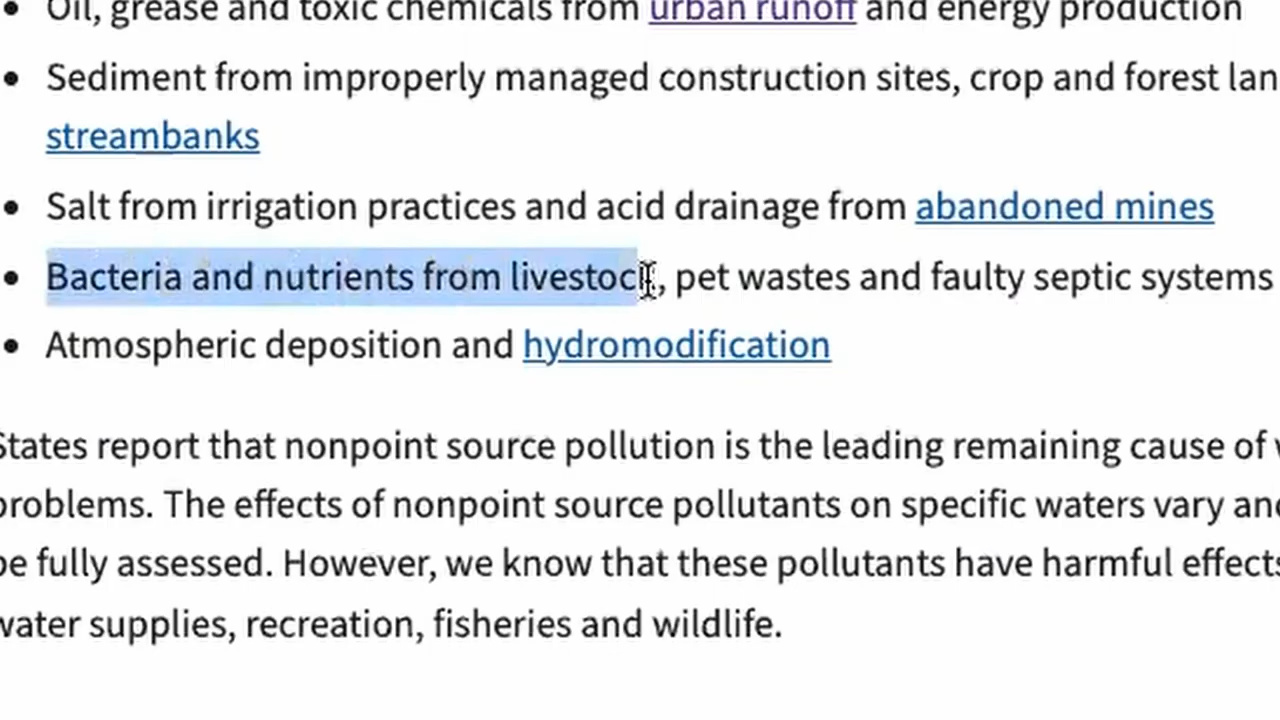 Oil, grease and toxic chemicals from urban runoff and energy production
Sediment from improperly managed construction sites, crop and forest lan
streambanks
Salt from irrigation practices and acid drainage from abandoned mines
Bacteria and nutrients from livestock, pet wastes and faulty septic systems
Atmospheric deposition and hydromodification
States report that nonpoint source pollution is the leading remaining cause of
problems. The effects of nonpoint source pollutants on specific waters vary and
be fully assessed. However, we know that these pollutants have harmful effects
water supplies, recreation, fisheries and wildlife.